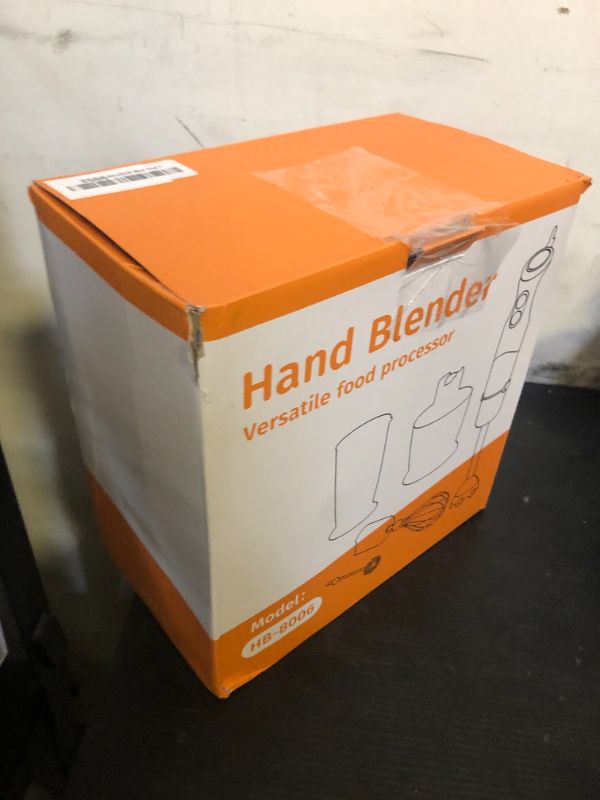 Hand Blender
Versatile food processor
Model:
HB-8006